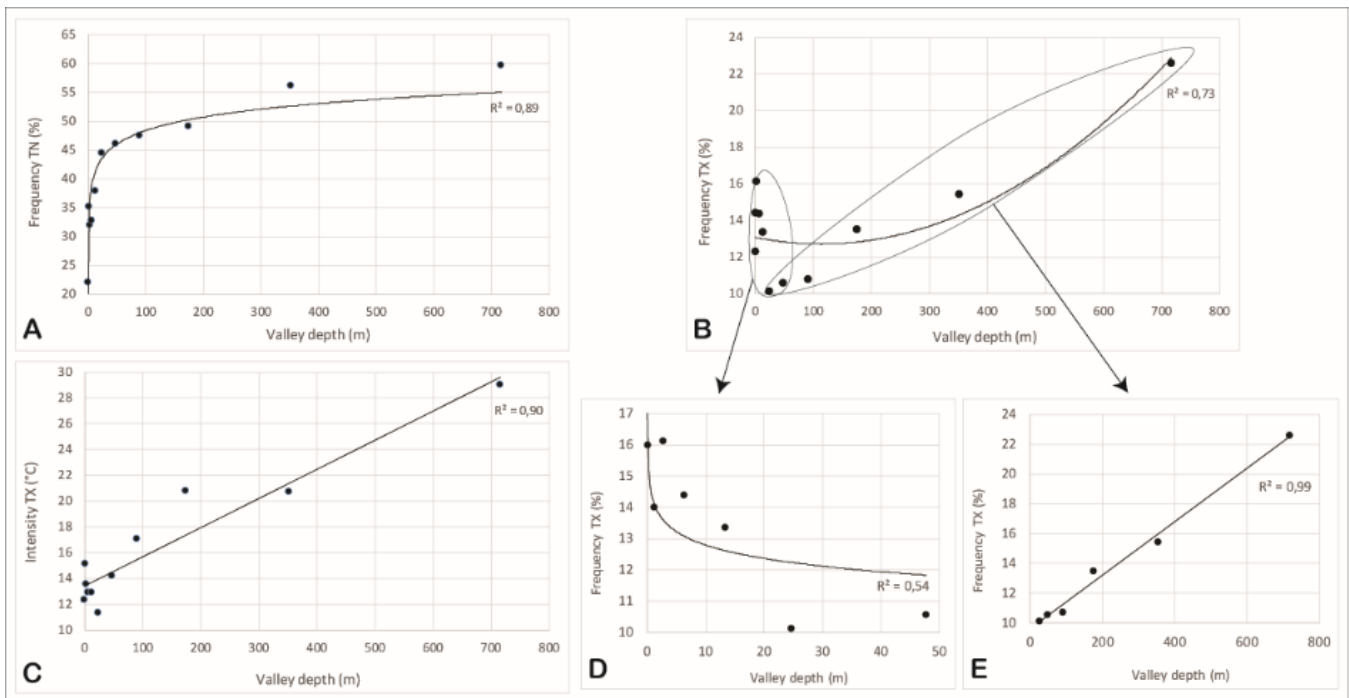 65
60
55
50
45
40
35
30
25
20
Frequency TN (%)
R² = 0,89
0 100 200 300 400 500 600 700 800
Valley depth (m)
A
24
22
20
18
16
14
12
10
Frequency TX (%)
R² = 0,73
0 100 200 300 400 500 600 700 800
Valley depth (m)
B
30
28
26
24
22
20
18
16
14
12
10
Intensity TX (°C)
R² = 0,90
0 100 200 300 400 500 600 700 800
Valley depth (m)
C
17
16
15
14
13
12
11
10
Frequency TX (%)
R² = 0,54
0 10 20 30 40 50
Valley depth (m)
D
24
22
20
18
16
14
12
10
Frequency TX (%)
R² = 0,99
0 200 400 600 800
Valley depth (m)
E